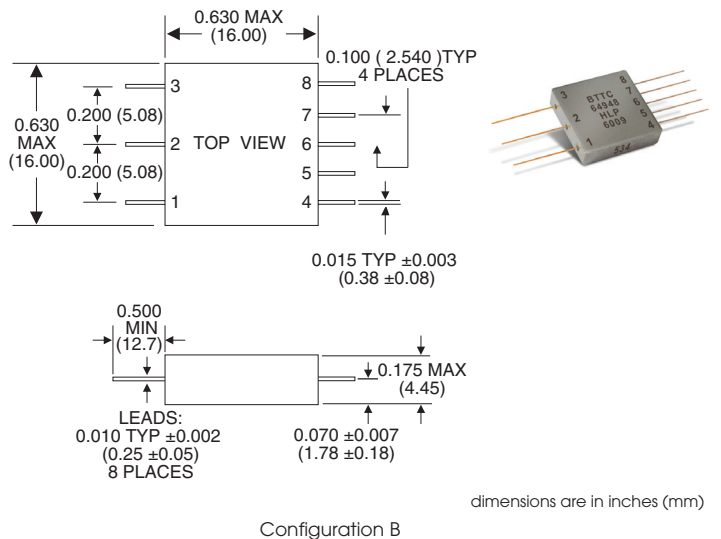 0.630 MAX
(16.00)
0.100 ( 2.540 )TYP
4 PLACES
3
8
0.200 (5.08)
7
0.630
MAX
(16.00)
2
TOP VIEW
6
0.200 (5.08)
5
1
4
0.015 TYP ±0.003
(0.38 ±0.08)
3
BTTC
8
64948
7
2
HLP
6
6009
5
1
4
534
0.500
MIN
(12.7)
0.175 MAX
(4.45)
LEADS:
0.010 TYP ±0.002
(0.25 ±0.05)
8 PLACES
0.070 ±0.007
(1.78 ±0.18)
dimensions are in inches (mm)
Configuration B